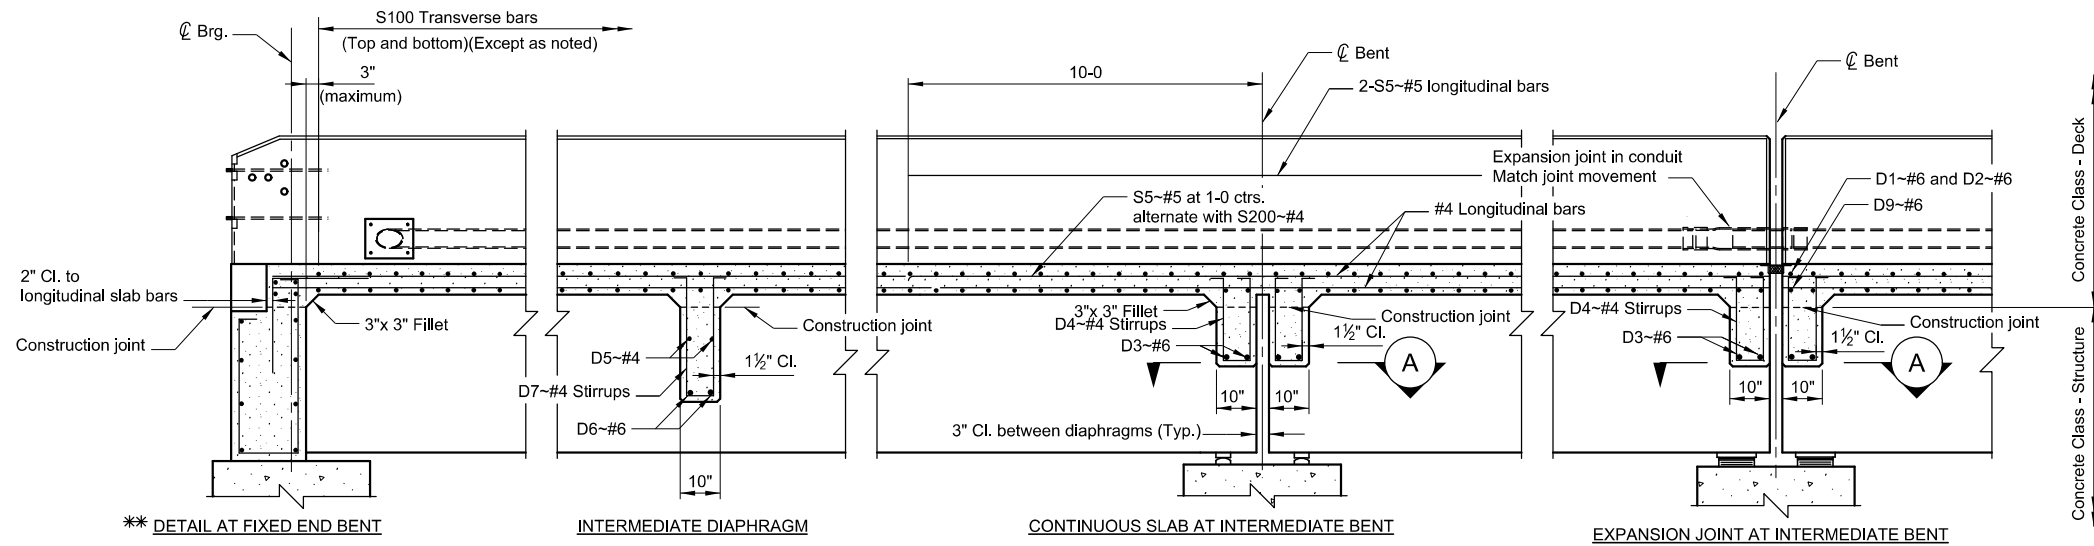 S100 Transverse bars
(Top and bottom)(Except as noted)
℄ Brg.
3"
(maximum)
2" Cl. to
longitudinal slab bars
Construction joint
3"x 3" Fillet
** DETAIL AT FIXED END BENT
Construction joint
D5~#4
1½" Cl.
D7~#4 Stirrups
D6~#6
10"
INTERMEDIATE DIAPHRAGM
10-0
℄ Bent
2-S5~#5 longitudinal bars
S5~#5 at 1-0 ctrs.
alternate with S200~#4
#4 Longitudinal bars
3"x 3" Fillet
D4~#4 Stirrups
Construction joint
D3~#6
1½" Cl.
A
10"
10"
3" Cl. between diaphragms (Typ.)
CONTINUOUS SLAB AT INTERMEDIATE BENT
℄ Bent
Expansion joint in conduit
Match joint movement
D1~#6 and D2~#6
D9~#6
D4~#4 Stirrups
Construction joint
D3~#6
1½" Cl.
A
10"
10"
EXPANSION JOINT AT INTERMEDIATE BENT
Concrete Class - Deck
Concrete Class - Structure